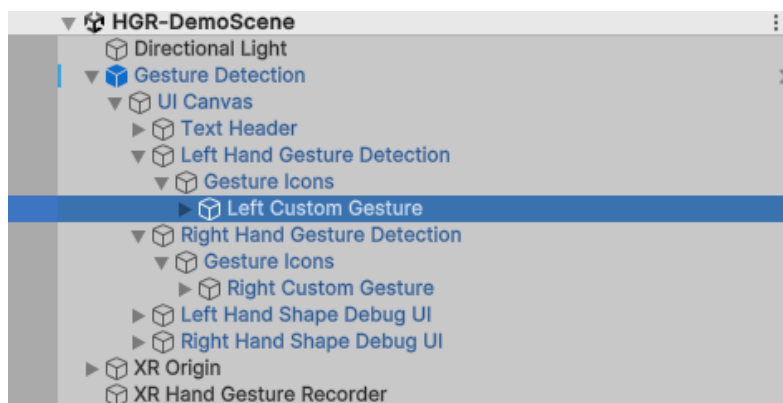 HGR-DemoScene
Directional Light
Gesture Detection
UI Canvas
Text Header
Left Hand Gesture Detection
Gesture Icons
Left Custom Gesture
Right Hand Gesture Detection
Gesture Icons
Right Custom Gesture
Left Hand Shape Debug UI
Right Hand Shape Debug UI
XR Origin
XR Hand Gesture Recorder